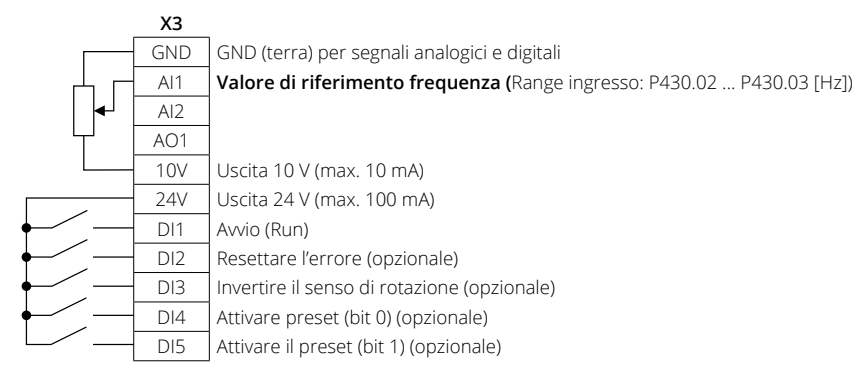 X3
GND GND (terra) per segnali analogici e digitali
AI1 Valore di riferimento frequenza (Range ingresso: P430.02 ... P430.03 [Hz])
AI2
AO1
10V Uscita 10 V (max. 10 mA)
24V Uscita 24 V (max. 100 mA)
DI1 Avvio (Run)
DI2 Resettare l'errore (opzionale)
DI3 Invertire il senso di rotazione (opzionale)
DI4 Attivare preset (bit 0) (opzionale)
DI5 Attivare il preset (bit 1) (opzionale)